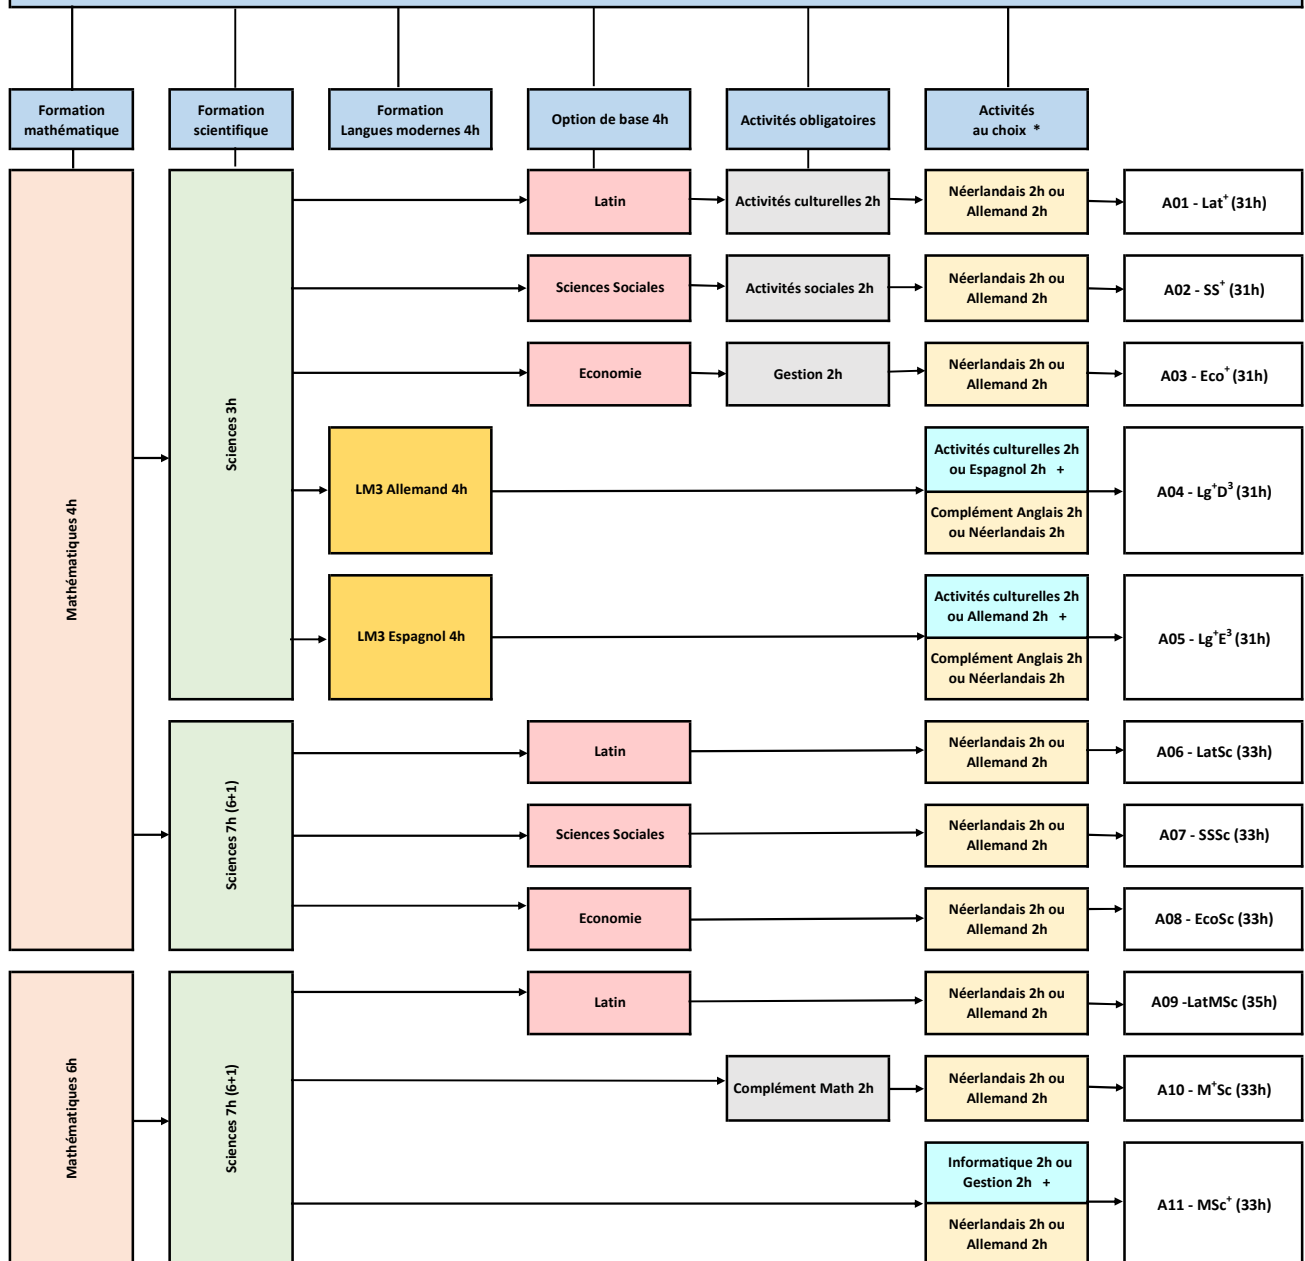 Formation
mathématique
Formation
scientifique
Formation
Langues modernes 4h
Option de base 4h
Activités obligatoires
Activités
au choix *
Mathématiques 4h
Sciences 3h
Latin
Activités culturelles 2h
Néerlandais 2h ou
Allemand 2h
A01 - Lat⁺ (31h)
Sciences Sociales
Activités sociales 2h
Néerlandais 2h ou
Allemand 2h
A02 - SS⁺ (31h)
Economie
Gestion 2h
Néerlandais 2h ou
Allemand 2h
A03 - Eco⁺ (31h)
LM3 Allemand 4h
Activités culturelles 2h
ou Espagnol 2h +
Complément Anglais 2h
ou Néerlandais 2h
A04 - Lg⁺D³ (31h)
LM3 Espagnol 4h
Activités culturelles 2h
ou Allemand 2h +
Complément Anglais 2h
ou Néerlandais 2h
A05 - Lg⁺E³ (31h)
Sciences 7h (6+1)
Latin
Néerlandais 2h ou
Allemand 2h
A06 - LatSc (33h)
Sciences Sociales
Néerlandais 2h ou
Allemand 2h
A07 - SSSc (33h)
Economie
Néerlandais 2h ou
Allemand 2h
A08 - EcoSc (33h)
Mathématiques 6h
Sciences 7h (6+1)
Latin
Néerlandais 2h ou
Allemand 2h
A09 -LatMSc (35h)
Complément Math 2h
Néerlandais 2h ou
Allemand 2h
A10 - M⁺Sc (33h)
Informatique 2h ou
Gestion 2h +
Néerlandais 2h ou
Allemand 2h
A11 - MSc⁺ (33h)